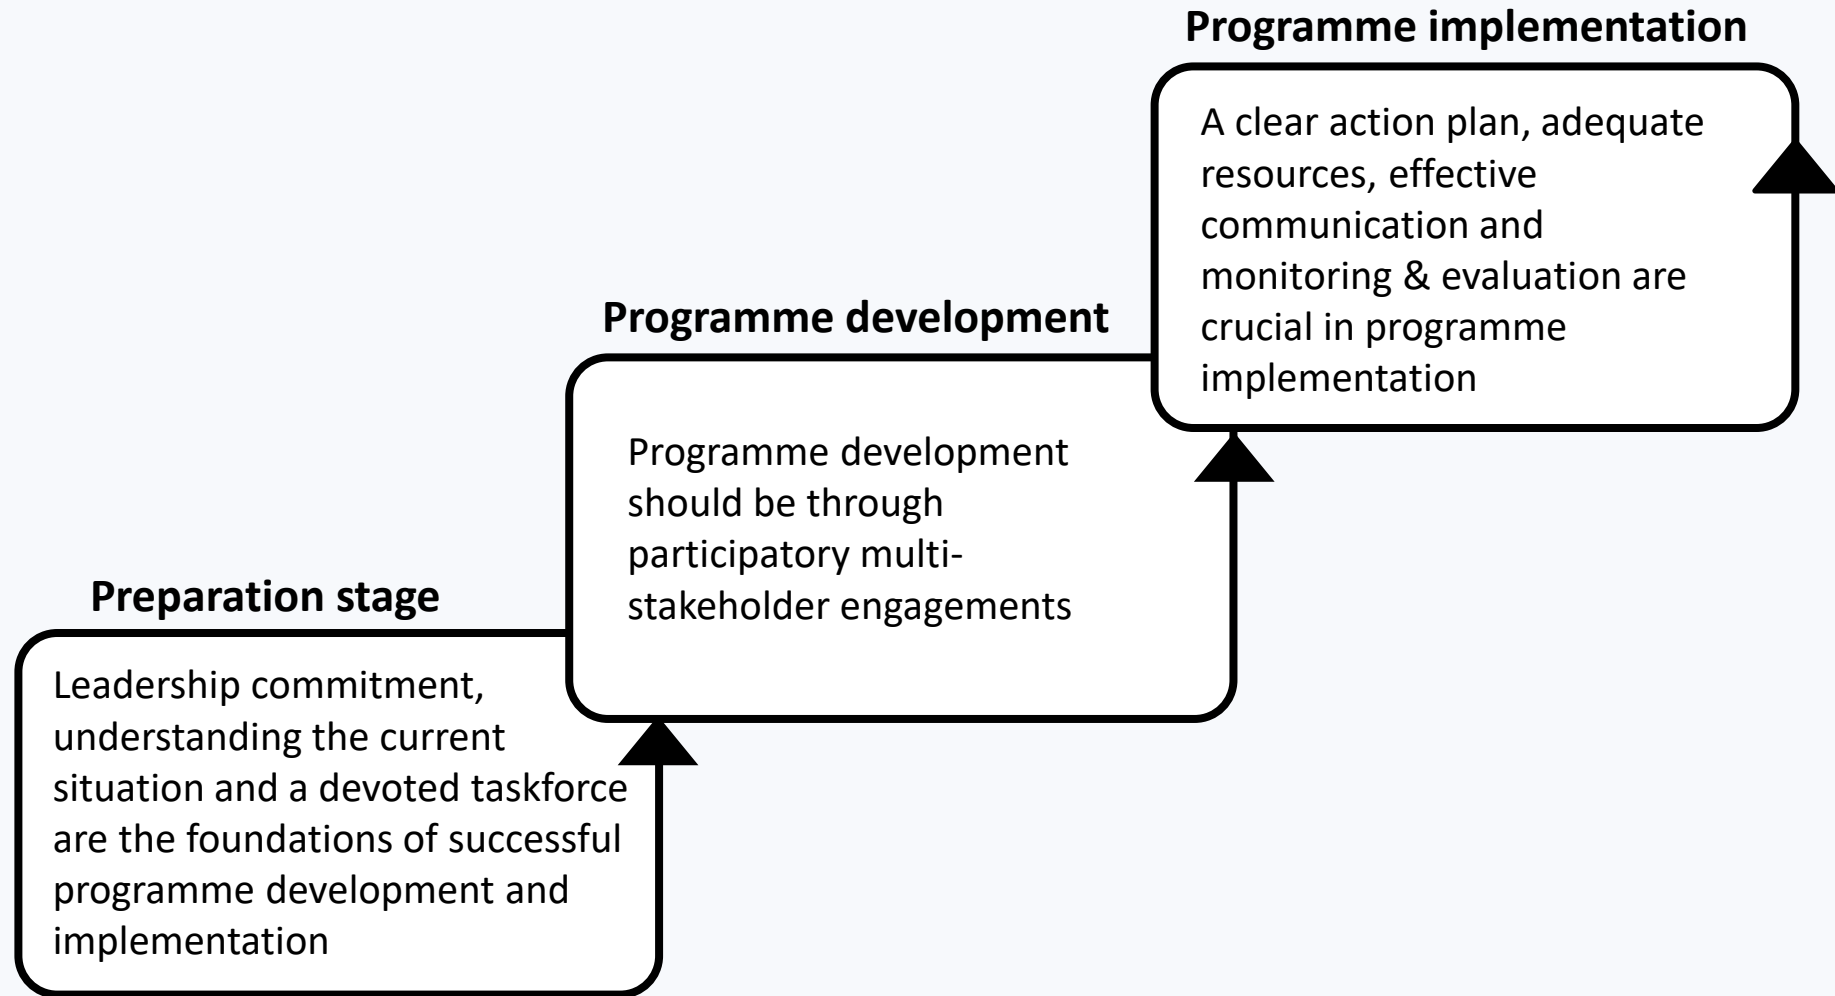 Programme implementation
A clear action plan, adequate
resources, effective
communication and
monitoring & evaluation are
crucial in programme
implementation
Programme development
Programme development
should be through
participatory multi-
stakeholder engagements
Preparation stage
Leadership commitment,
understanding the current
situation and a devoted taskforce
are the foundations of successful
programme development and
implementation